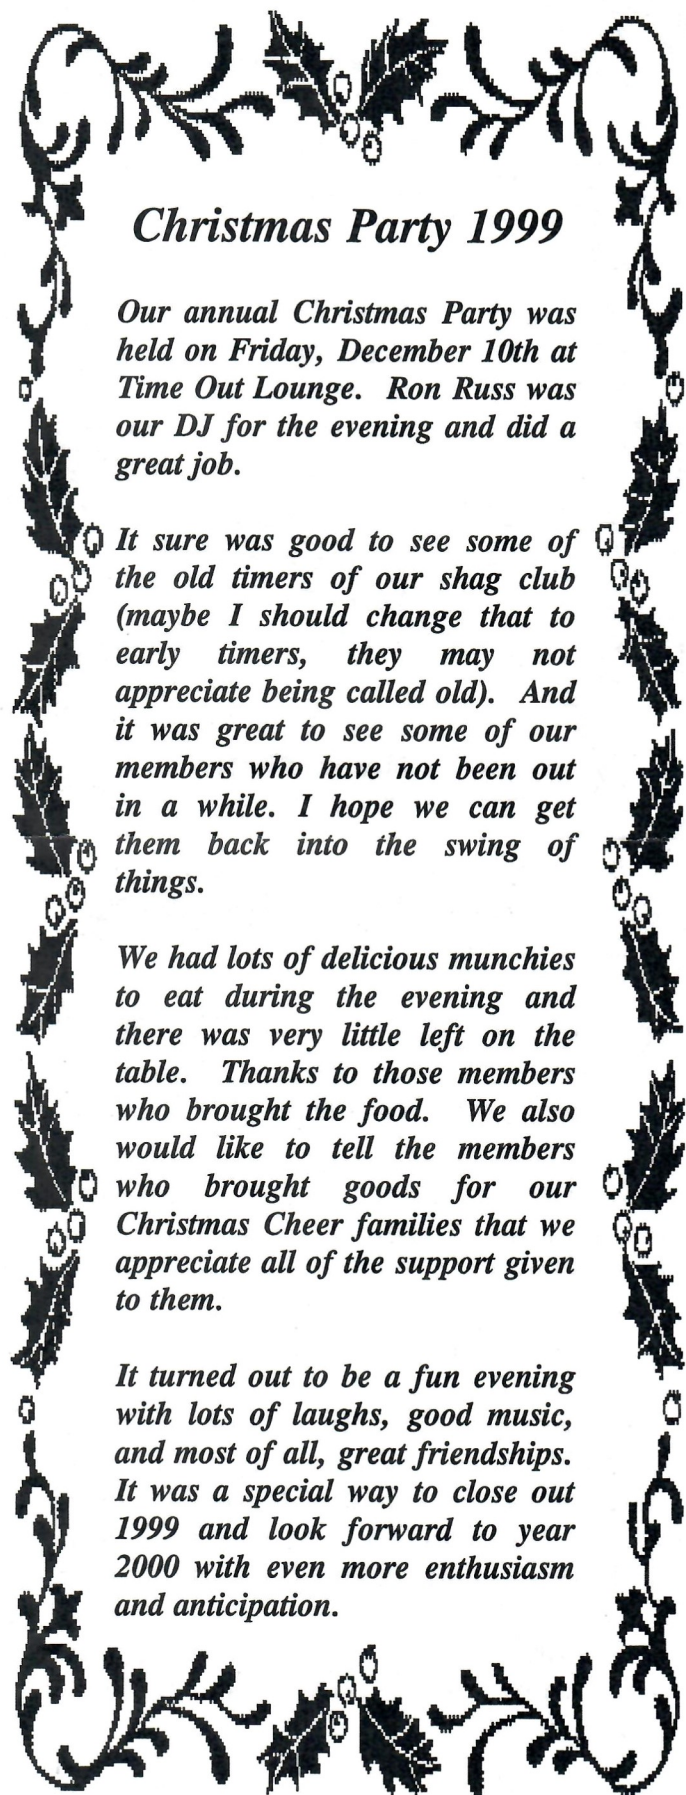 Christmas Party 1999
Our annual Christmas Party was
held on Friday, December 10th at
Time Out Lounge. Ron Russ was
our DJ for the evening and did a
great job.
It sure was good to see some of
the old timers of our shag club
(maybe I should change that to
early timers, they may not
appreciate being called old). And
it was great to see some of our
members who have not been out
in a while. I hope we can get
them back into the swing of
things.
We had lots of delicious munchies
to eat during the evening and
there was very little left on the
table. Thanks to those members
who brought the food. We also
would like to tell the members
who brought goods for our
Christmas Cheer families that we
appreciate all of the support given
to them.
It turned out to be a fun evening
with lots of laughs, good music,
and most of all, great friendships.
It was a special way to close out
1999 and look forward to year
2000 with even more enthusiasm
and anticipation.